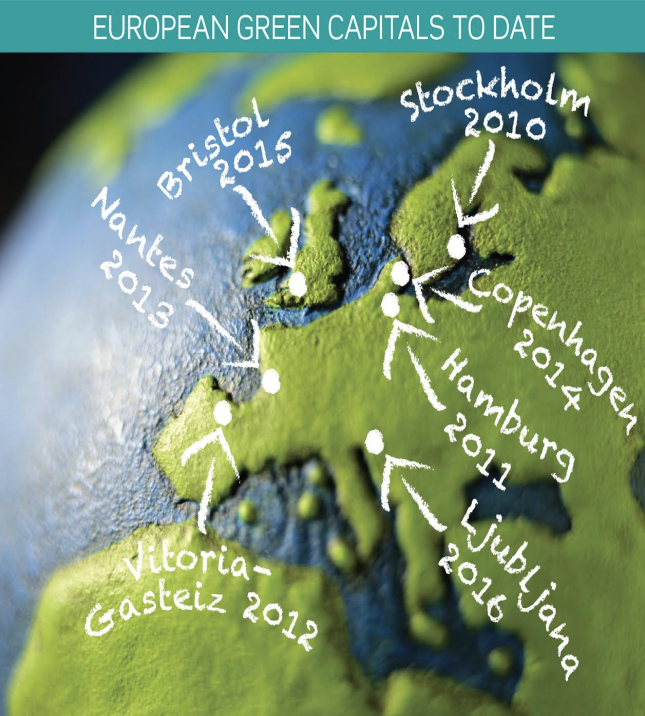 EUROPEAN GREEN CAPITALS TO DATE
Stockholm
2010
Bristol
2015
Nantes
2013
Copenhagen
2014
Hamburg
2011
Ljubljana
2016
Vitoria-
Gasteiz 2012